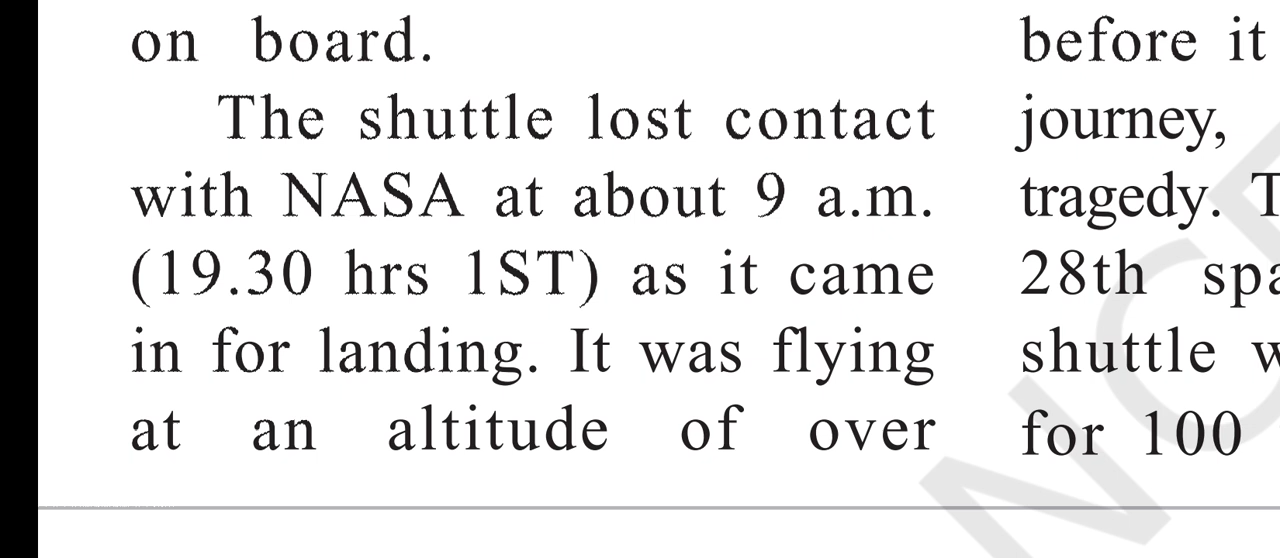 on board.
The shuttle lost contact
with NASA at about 9 a.m.
(19.30 hrs 1ST) as it came
in for landing. It was flying
at an altitude of over
before it
journey,
tragedy.
28th
shuttle
for 100